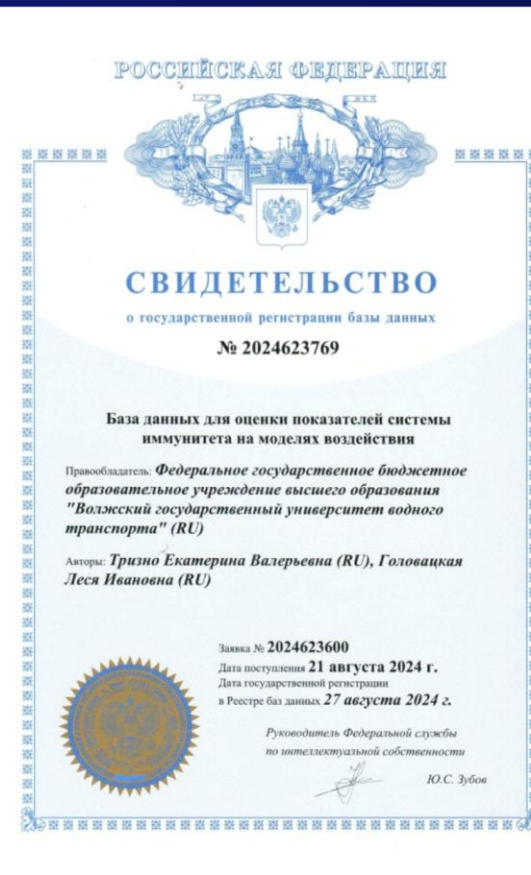 РОССИЙСКАЯ ФЕДЕРАЦИЯ
СВИДЕТЕЛЬСТВО
о государственной регистрации базы данных
№ 2024623769
База данных для оценки показателей системы
иммунитета на моделях воздействия
Правообладатель: Федеральное государственное бюджетное
образовательное учреждение высшего образования
"Волжский государственный университет водного
транспорта" (RU)
Авторы: Тризно Екатерина Валерьевна (RU), Головацкая
Леся Ивановна (RU)
Заявка № 2024623600
Дата поступления 21 августа 2024 г.
Дата государственной регистрации
в Реестре баз данных 27 августа 2024 г.
Руководитель Федеральной службы
по интеллектуальной собственности
Ю.С. Зубов